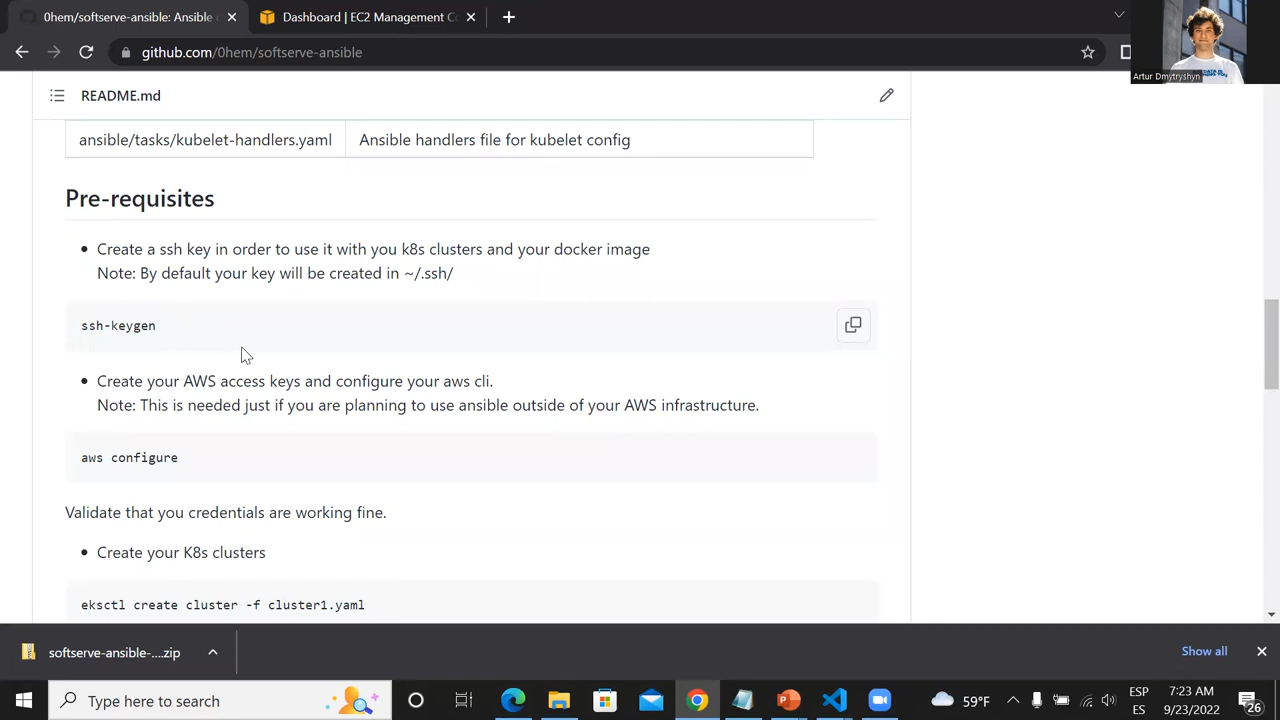 0hem/softserve-ansible: Ansible
Dashboard | EC2 Management C
github.com/0hem/softserve-ansible
Artur Dmytryshyn
README.md
ansible/tasks/kubelet-handlers.yaml Ansible handlers file for kubelet config
Pre-requisites
Create a ssh key in order to use it with you k8s clusters and your docker image
Note: By default your key will be created in ~/.ssh/
ssh-keygen
Create your AWS access keys and configure your aws cli.
Note: This is needed just if you are planning to use ansible outside of your AWS infrastructure.
aws configure
Validate that you credentials are working fine.
Create your K8s clusters
eksctl create cluster -f cluster1.yaml
softserve-ansible-....zip
Show all
Type here to search
59°F
ESP
ES
7:23 AM
9/23/2022
26